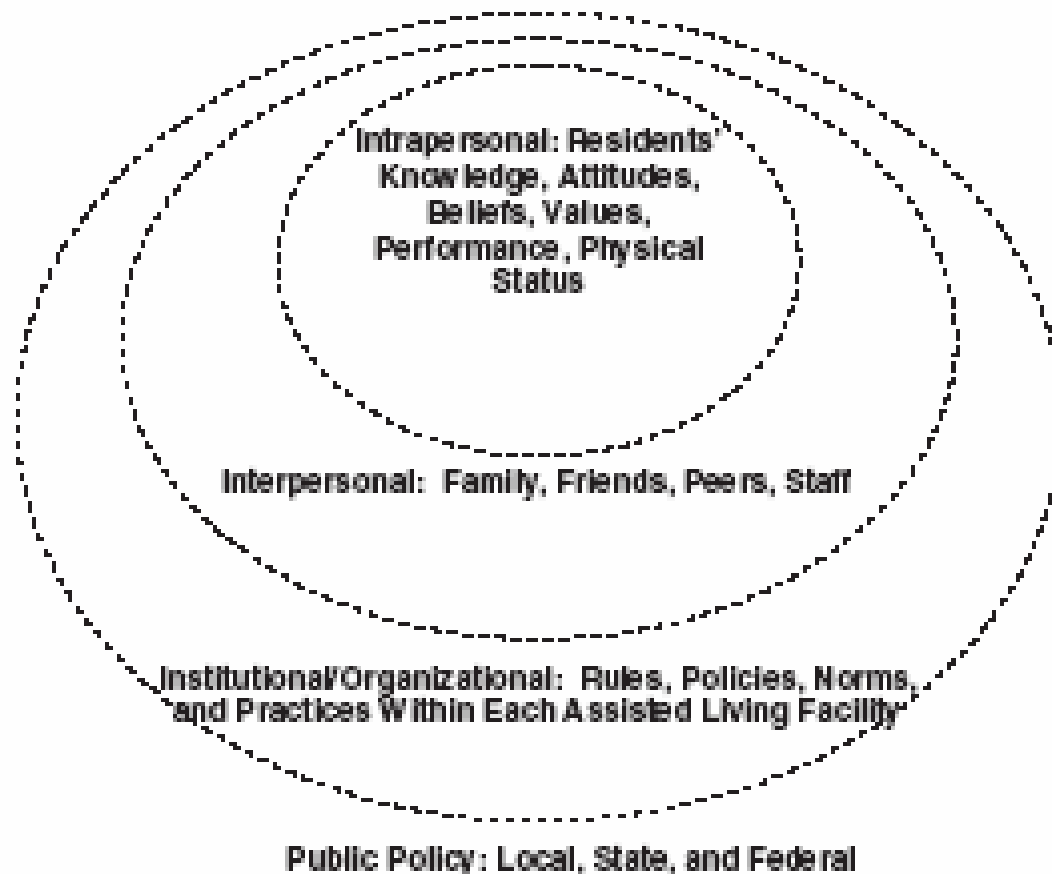 Intrapersonal: Residents'
Knowledge, Attitudes,
Beliefs, Values,
Performance, Physical
Status
Interpersonal: Family, Friends, Peers, Staff
Institutional/Organizational: Rules, Policies, Norms,
and Practices Within Each Assisted Living Facility
Public Policy: Local, State, and Federal